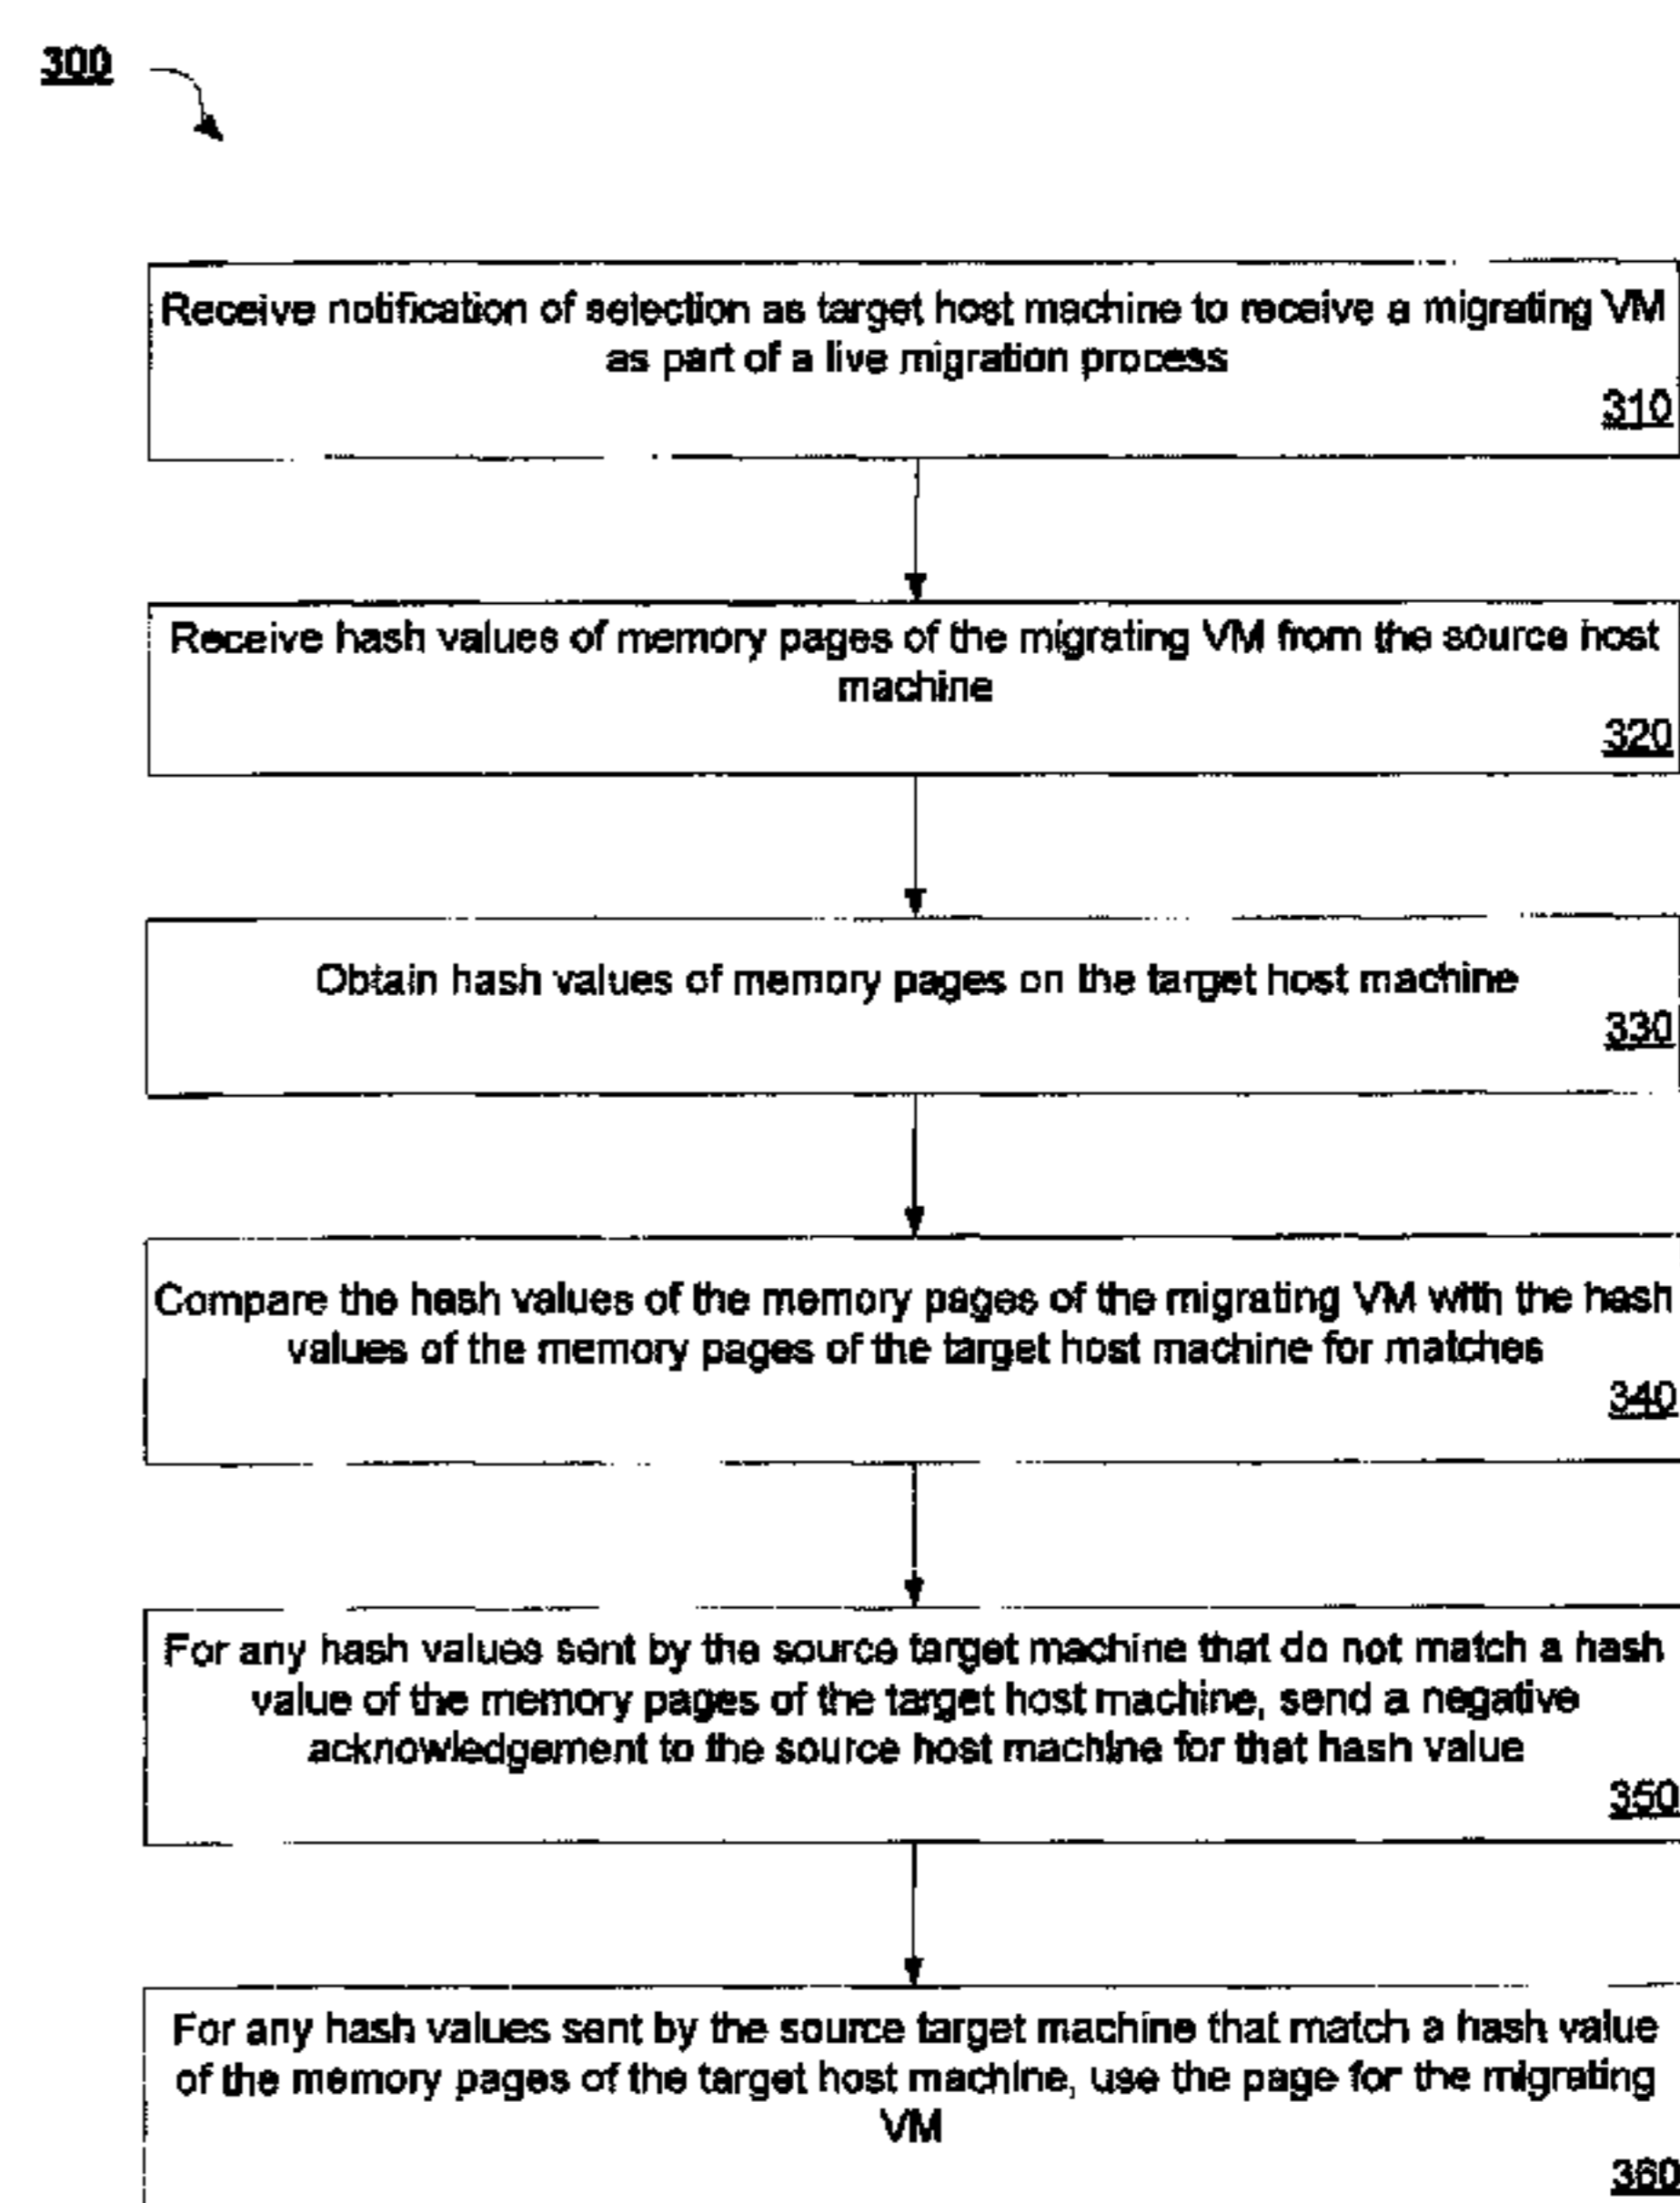 300
Receive notification of selection as target host machine to receive a migrating VM
as part of a live migration process
310
Receive hash values of memory pages of the migrating VM from the source host
machine
320
Obtain hash values of memory pages on the target host machine
330
Compare the hash values of the memory pages of the migrating VM with the hash
values of the memory pages of the target host machine for matches
340
For any hash values sent by the source target machine that do not match a hash
value of the memory pages of the target host machine, send a negative
acknowledgement to the source host machine for that hash value
350
For any hash values sent by the source target machine that match a hash value
of the memory pages of the target host machine, use the page for the migrating
VM
360